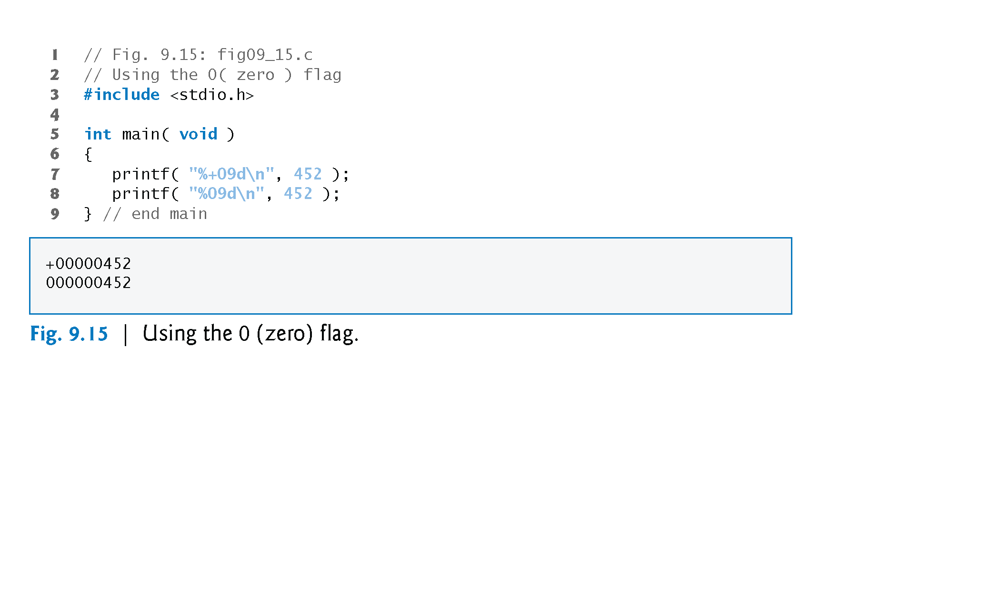 1 // Fig. 9.15: fig09_15.c
2 // Using the 0( zero ) flag
3 #include <stdio.h>
4
5 int main( void )
6 {
7    printf( "%+09d\n", 452 );
8    printf( "%09d\n", 452 );
9 } // end main
+00000452
000000452
Fig. 9.15 | Using the 0 (zero) flag.